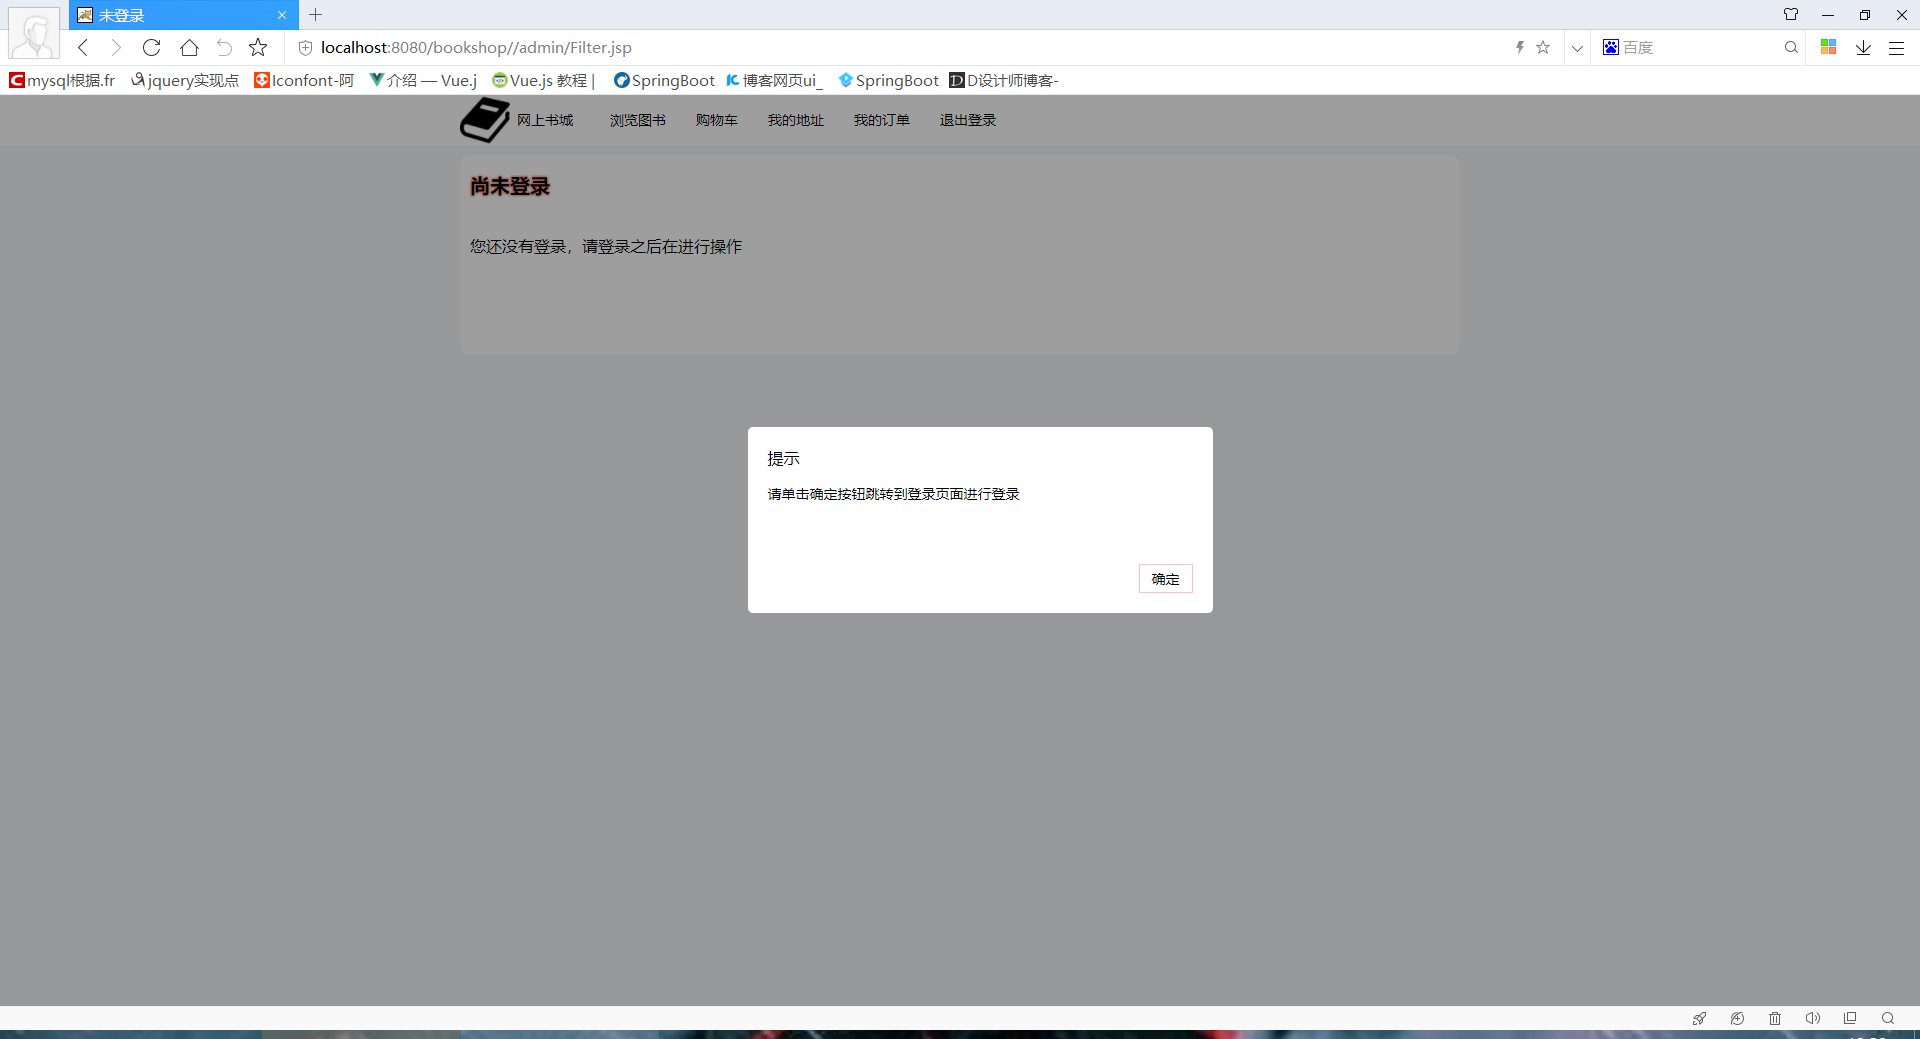 未登录
localhost:8080/bookshop//admin/Filter.jsp
百度
mysql根据.fr jquery实现点 Iconfont-阿 介绍 — Vue.j Vue.js 教程 | SpringBoot 博客网页ui_ SpringBoot D设计师博客-
网上书城 浏览图书 购物车 我的地址 我的订单 退出登录
尚未登录
您还没有登录，请登录之后在进行操作
提示
请单击确定按钮跳转到登录页面进行登录
确定